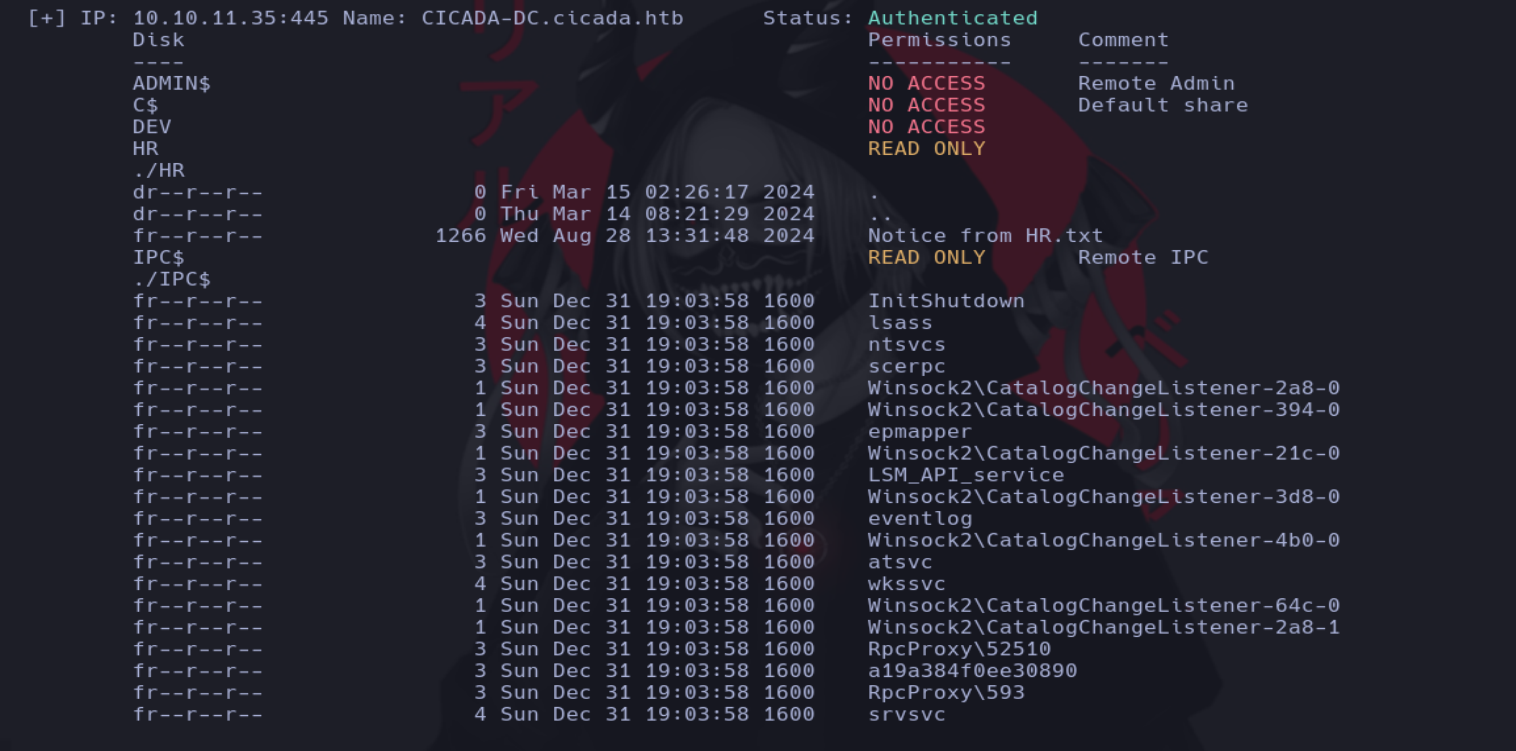 [+] IP: 10.10.11.35:445 Name: CICADA-DC.cicada.htb Status: Authenticated
Disk Permissions Comment
---- ----------- -------
ADMIN$ NO ACCESS Remote Admin
C$ NO ACCESS Default share
DEV NO ACCESS
HR READ ONLY
./HR
dr--r--r-- 0 Fri Mar 15 02:26:17 2024 .
dr--r--r-- 0 Thu Mar 14 08:21:29 2024 ..
fr--r--r-- 1266 Wed Aug 28 13:31:48 2024 Notice from HR.txt
IPC$ READ ONLY Remote IPC
./IPC$
fr--r--r-- 3 Sun Dec 31 19:03:58 1600 InitShutdown
fr--r--r-- 4 Sun Dec 31 19:03:58 1600 lsass
fr--r--r-- 3 Sun Dec 31 19:03:58 1600 ntsvcs
fr--r--r-- 3 Sun Dec 31 19:03:58 1600 scerpc
fr--r--r-- 1 Sun Dec 31 19:03:58 1600 Winsock2\CatalogChangeListener-2a8-0
fr--r--r-- 1 Sun Dec 31 19:03:58 1600 Winsock2\CatalogChangeListener-394-0
fr--r--r-- 3 Sun Dec 31 19:03:58 1600 epmapper
fr--r--r-- 1 Sun Dec 31 19:03:58 1600 Winsock2\CatalogChangeListener-21c-0
fr--r--r-- 3 Sun Dec 31 19:03:58 1600 LSM_API_service
fr--r--r-- 1 Sun Dec 31 19:03:58 1600 Winsock2\CatalogChangeListener-3d8-0
fr--r--r-- 3 Sun Dec 31 19:03:58 1600 eventlog
fr--r--r-- 1 Sun Dec 31 19:03:58 1600 Winsock2\CatalogChangeListener-4b0-0
fr--r--r-- 3 Sun Dec 31 19:03:58 1600 atsvc
fr--r--r-- 4 Sun Dec 31 19:03:58 1600 wkssvc
fr--r--r-- 1 Sun Dec 31 19:03:58 1600 Winsock2\CatalogChangeListener-64c-0
fr--r--r-- 1 Sun Dec 31 19:03:58 1600 Winsock2\CatalogChangeListener-2a8-1
fr--r--r-- 3 Sun Dec 31 19:03:58 1600 RpcProxy\52510
fr--r--r-- 3 Sun Dec 31 19:03:58 1600 a19a384f0ee30890
fr--r--r-- 3 Sun Dec 31 19:03:58 1600 RpcProxy\593
fr--r--r-- 4 Sun Dec 31 19:03:58 1600 srvsvc